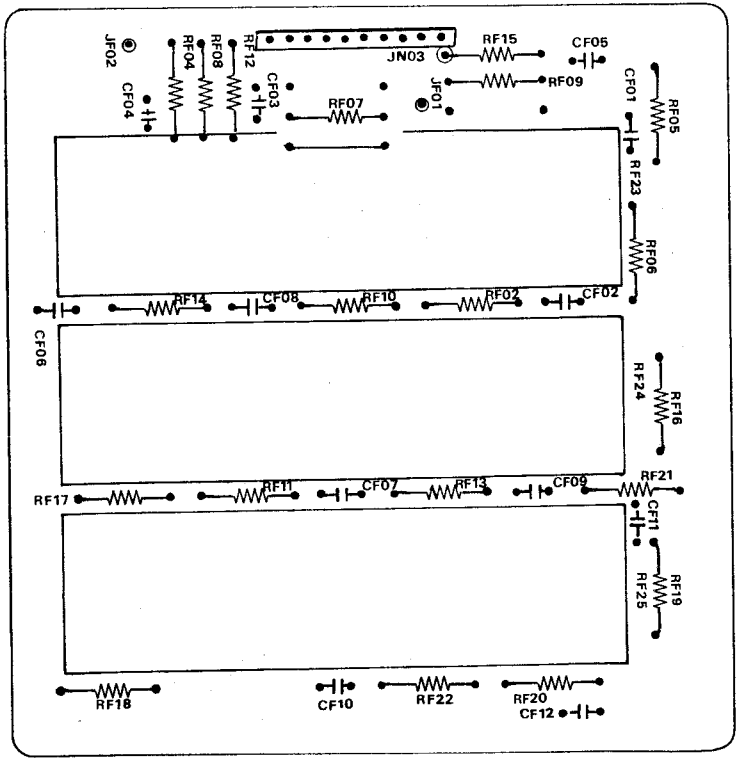 JF02
RF04
RF08
RF12
JN03
RF15
CF05
CF04
CF03
RF07
JF01
RF09
CF01
RF05
RF23
RF06
RF14
CF08
RF10
RF02
CF02
CF06
RF24
RF16
RF17
RF11
CF07
RF13
CF09
RF21
CF11
RF25
RF19
RF18
CF10
RF22
RF20
CF12